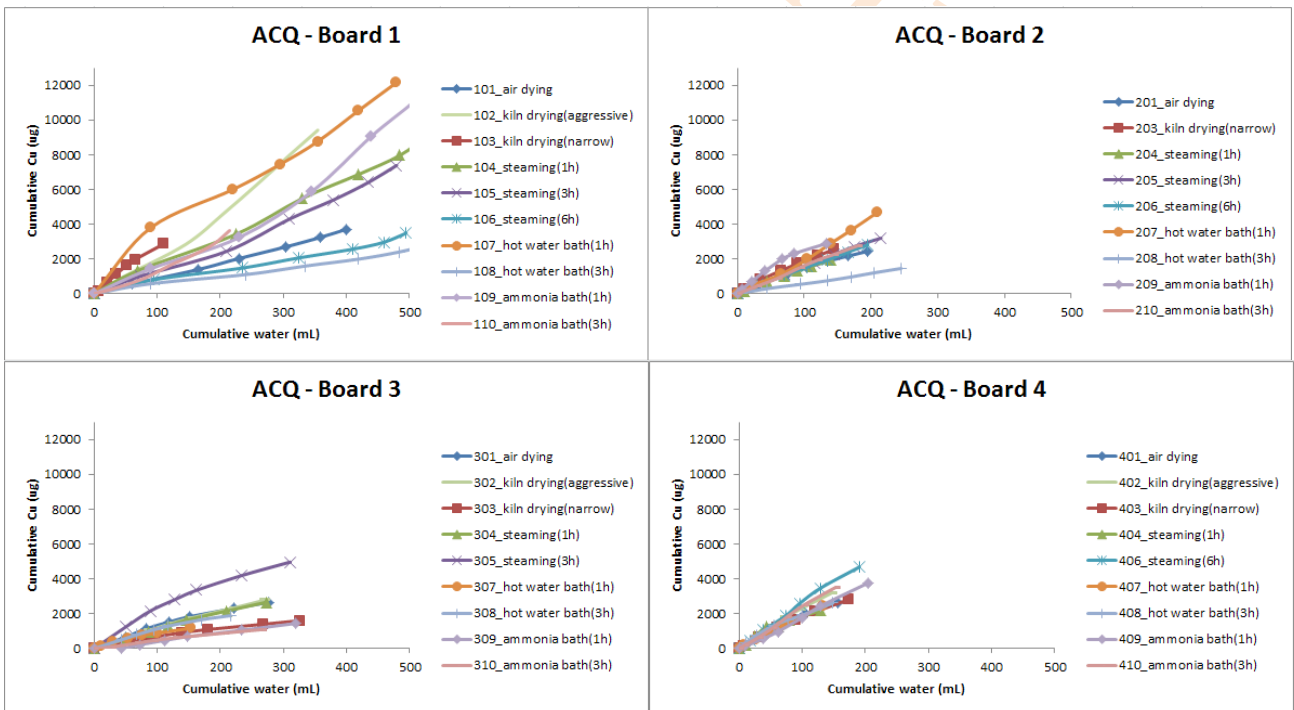 ACQ - Board 1
12000
10000
8000
6000
4000
2000
0
Cumulative Cu (ug)
0 100 200 300 400 500
Cumulative water (mL)
101_air dying
102_kiln drying(aggressive)
103_kiln drying(narrow)
104_steaming(1h)
105_steaming(3h)
106_steaming(6h)
107_hot water bath(1h)
108_hot water bath(3h)
109_ammonia bath(1h)
110_ammonia bath(3h)
ACQ - Board 2
12000
10000
8000
6000
4000
2000
0
Cumulative Cu (ug)
0 100 200 300 400 500
Cumulative water (mL)
201_air dying
203_kiln drying(narrow)
204_steaming(1h)
205_steaming(3h)
206_steaming(6h)
207_hot water bath(1h)
208_hot water bath(3h)
209_ammonia bath(1h)
210_ammonia bath(3h)
ACQ - Board 3
12000
10000
8000
6000
4000
2000
0
Cumulative Cu (ug)
0 100 200 300 400 500
Cumulative water (mL)
301_air dying
302_kiln drying(aggressive)
303_kiln drying(narrow)
304_steaming(1h)
305_steaming(3h)
307_hot water bath(1h)
308_hot water bath(3h)
309_ammonia bath(1h)
310_ammonia bath(3h)
ACQ - Board 4
12000
10000
8000
6000
4000
2000
0
Cumulative Cu (ug)
0 100 200 300 400 500
Cumulative water (mL)
401_air dying
402_kiln drying(aggressive)
403_kiln drying(narrow)
404_steaming(1h)
406_steaming(6h)
407_hot water bath(1h)
408_hot water bath(3h)
409_ammonia bath(1h)
410_ammonia bath(3h)